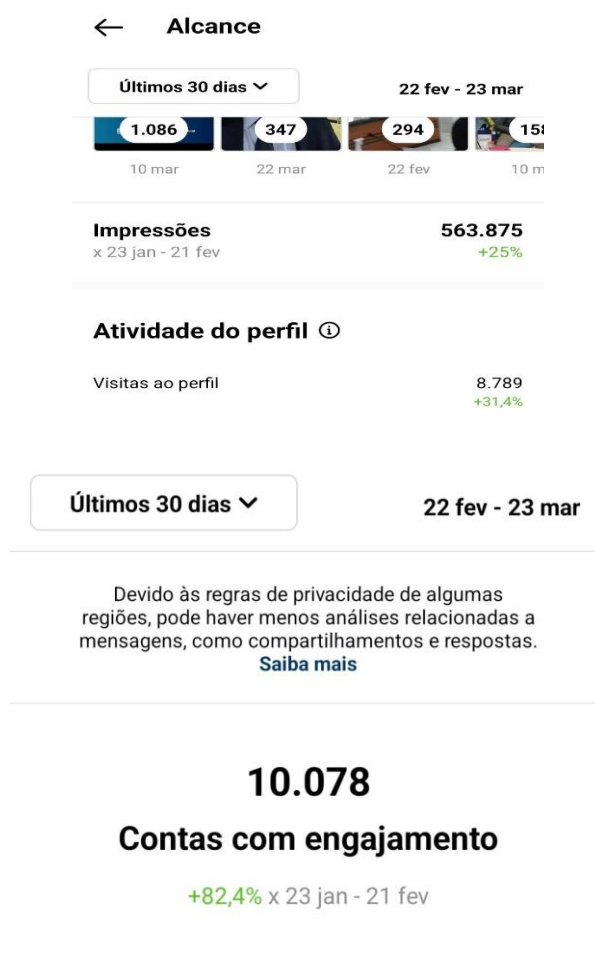 Alcance
Últimos 30 dias
22 fev - 23 mar
1.086
347
294
10 mar
22 mar
22 fev
Impressões
563.875
x 23 jan - 21 fev
+25%
Atividade do perfil
Visitas ao perfil
8.789
+31,4%
Últimos 30 dias
22 fev - 23 mar
Devido às regras de privacidade de algumas
regiões, pode haver menos análises relacionadas a
mensagens, como compartilhamentos e respostas.
Saiba mais
10.078
Contas com engajamento
+82,4% x 23 jan - 21 fev